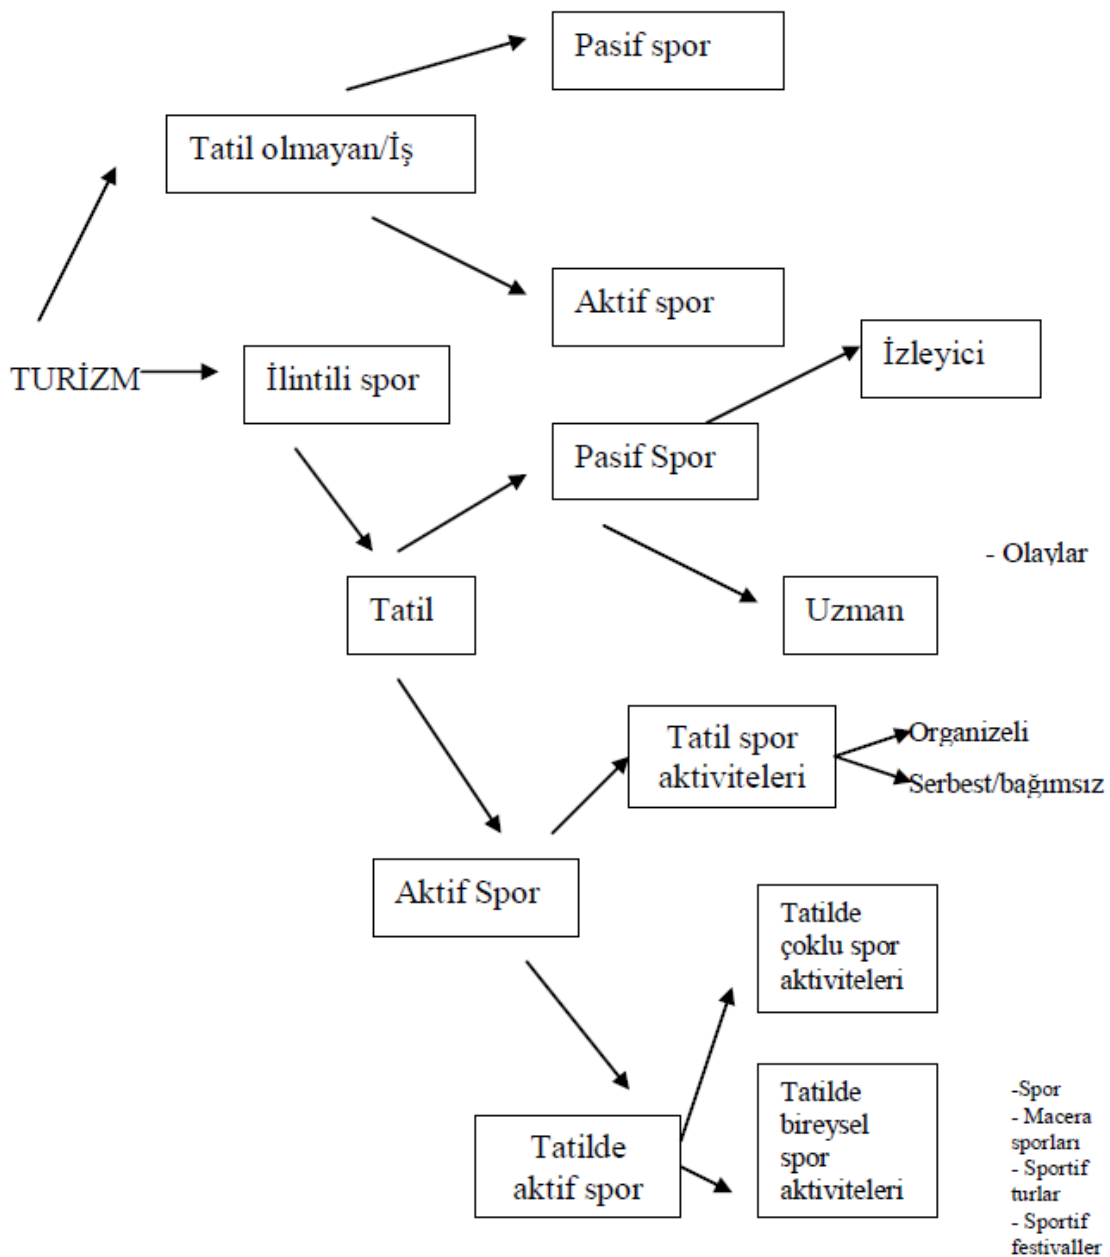 Pasif spor
Tatil olmayan/İş
Aktif spor
İzleyici
TURİZM
İlintili spor
Pasif Spor
- Olaylar
Tatil
Uzman
Tatil spor
aktiviteleri
Organizeli
Serbest/bağımsız
Aktif Spor
Tatilde
çoklu spor
aktiviteleri
Tatilde
aktif spor
Tatilde
bireysel
spor
aktiviteleri
-Spor
- Macera
sporları
- Sportif
turlar
- Sportif
festivaller